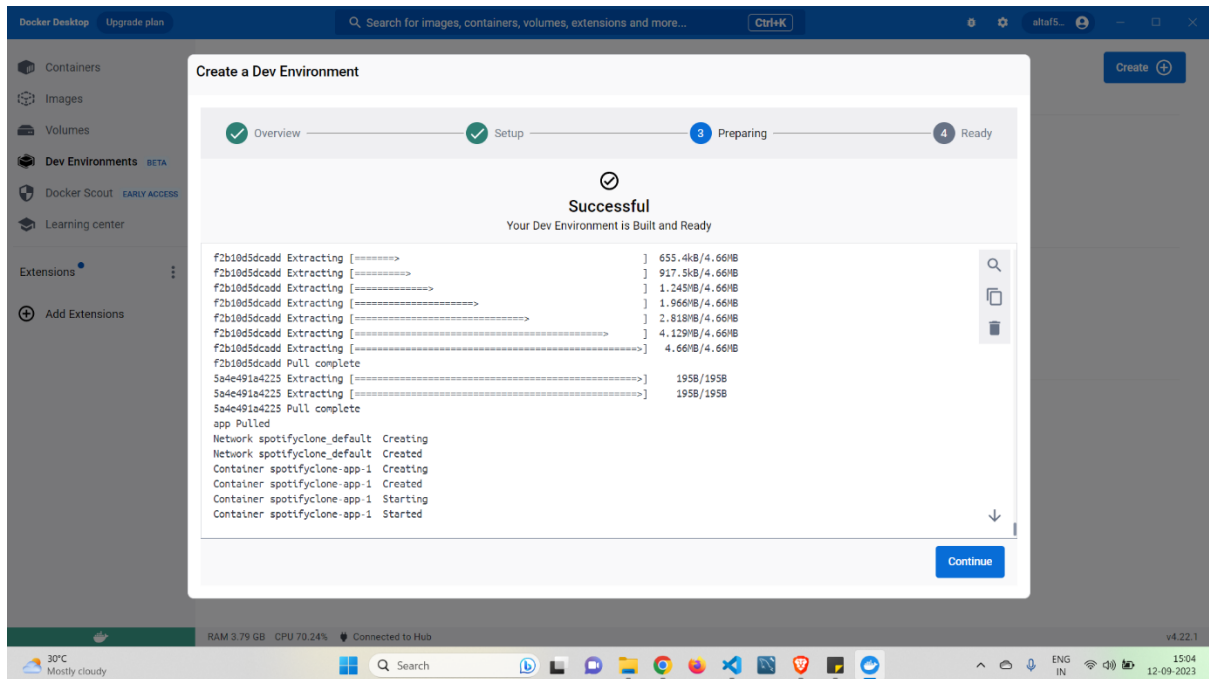 Docker Desktop Upgrade plan Search for images, containers, volumes, extensions and more... Ctrl+K altaf5...
Containers
Images
Volumes
Dev Environments BETA
Docker Scout EARLY ACCESS
Learning center
Extensions
Add Extensions
Create
Create a Dev Environment
Overview Setup 3 Preparing 4 Ready
Successful
Your Dev Environment is Built and Ready
f2b10d5dcadd Extracting [=======>                                           ] 655.4kB/4.66MB
f2b10d5dcadd Extracting [=========>                                         ] 917.5kB/4.66MB
f2b10d5dcadd Extracting [=============>                                     ] 1.245MB/4.66MB
f2b10d5dcadd Extracting [=====================>                             ] 1.966MB/4.66MB
f2b10d5dcadd Extracting [==============================>                    ] 2.818MB/4.66MB
f2b10d5dcadd Extracting [============================================>      ] 4.129MB/4.66MB
f2b10d5dcadd Extracting [==================================================>] 4.66MB/4.66MB
f2b10d5dcadd Pull complete
5a4e491a4225 Extracting [==================================================>] 195B/195B
5a4e491a4225 Extracting [==================================================>] 195B/195B
5a4e491a4225 Pull complete
app Pulled
Network spotifyclone_default Creating
Network spotifyclone_default Created
Container spotifyclone-app-1 Creating
Container spotifyclone-app-1 Created
Container spotifyclone-app-1 Starting
Container spotifyclone-app-1 Started
Continue
RAM 3.79 GB CPU 70.24% Connected to Hub v4.22.1
30°C
Mostly cloudy
Search
ENG
IN
15:04
12-09-2023